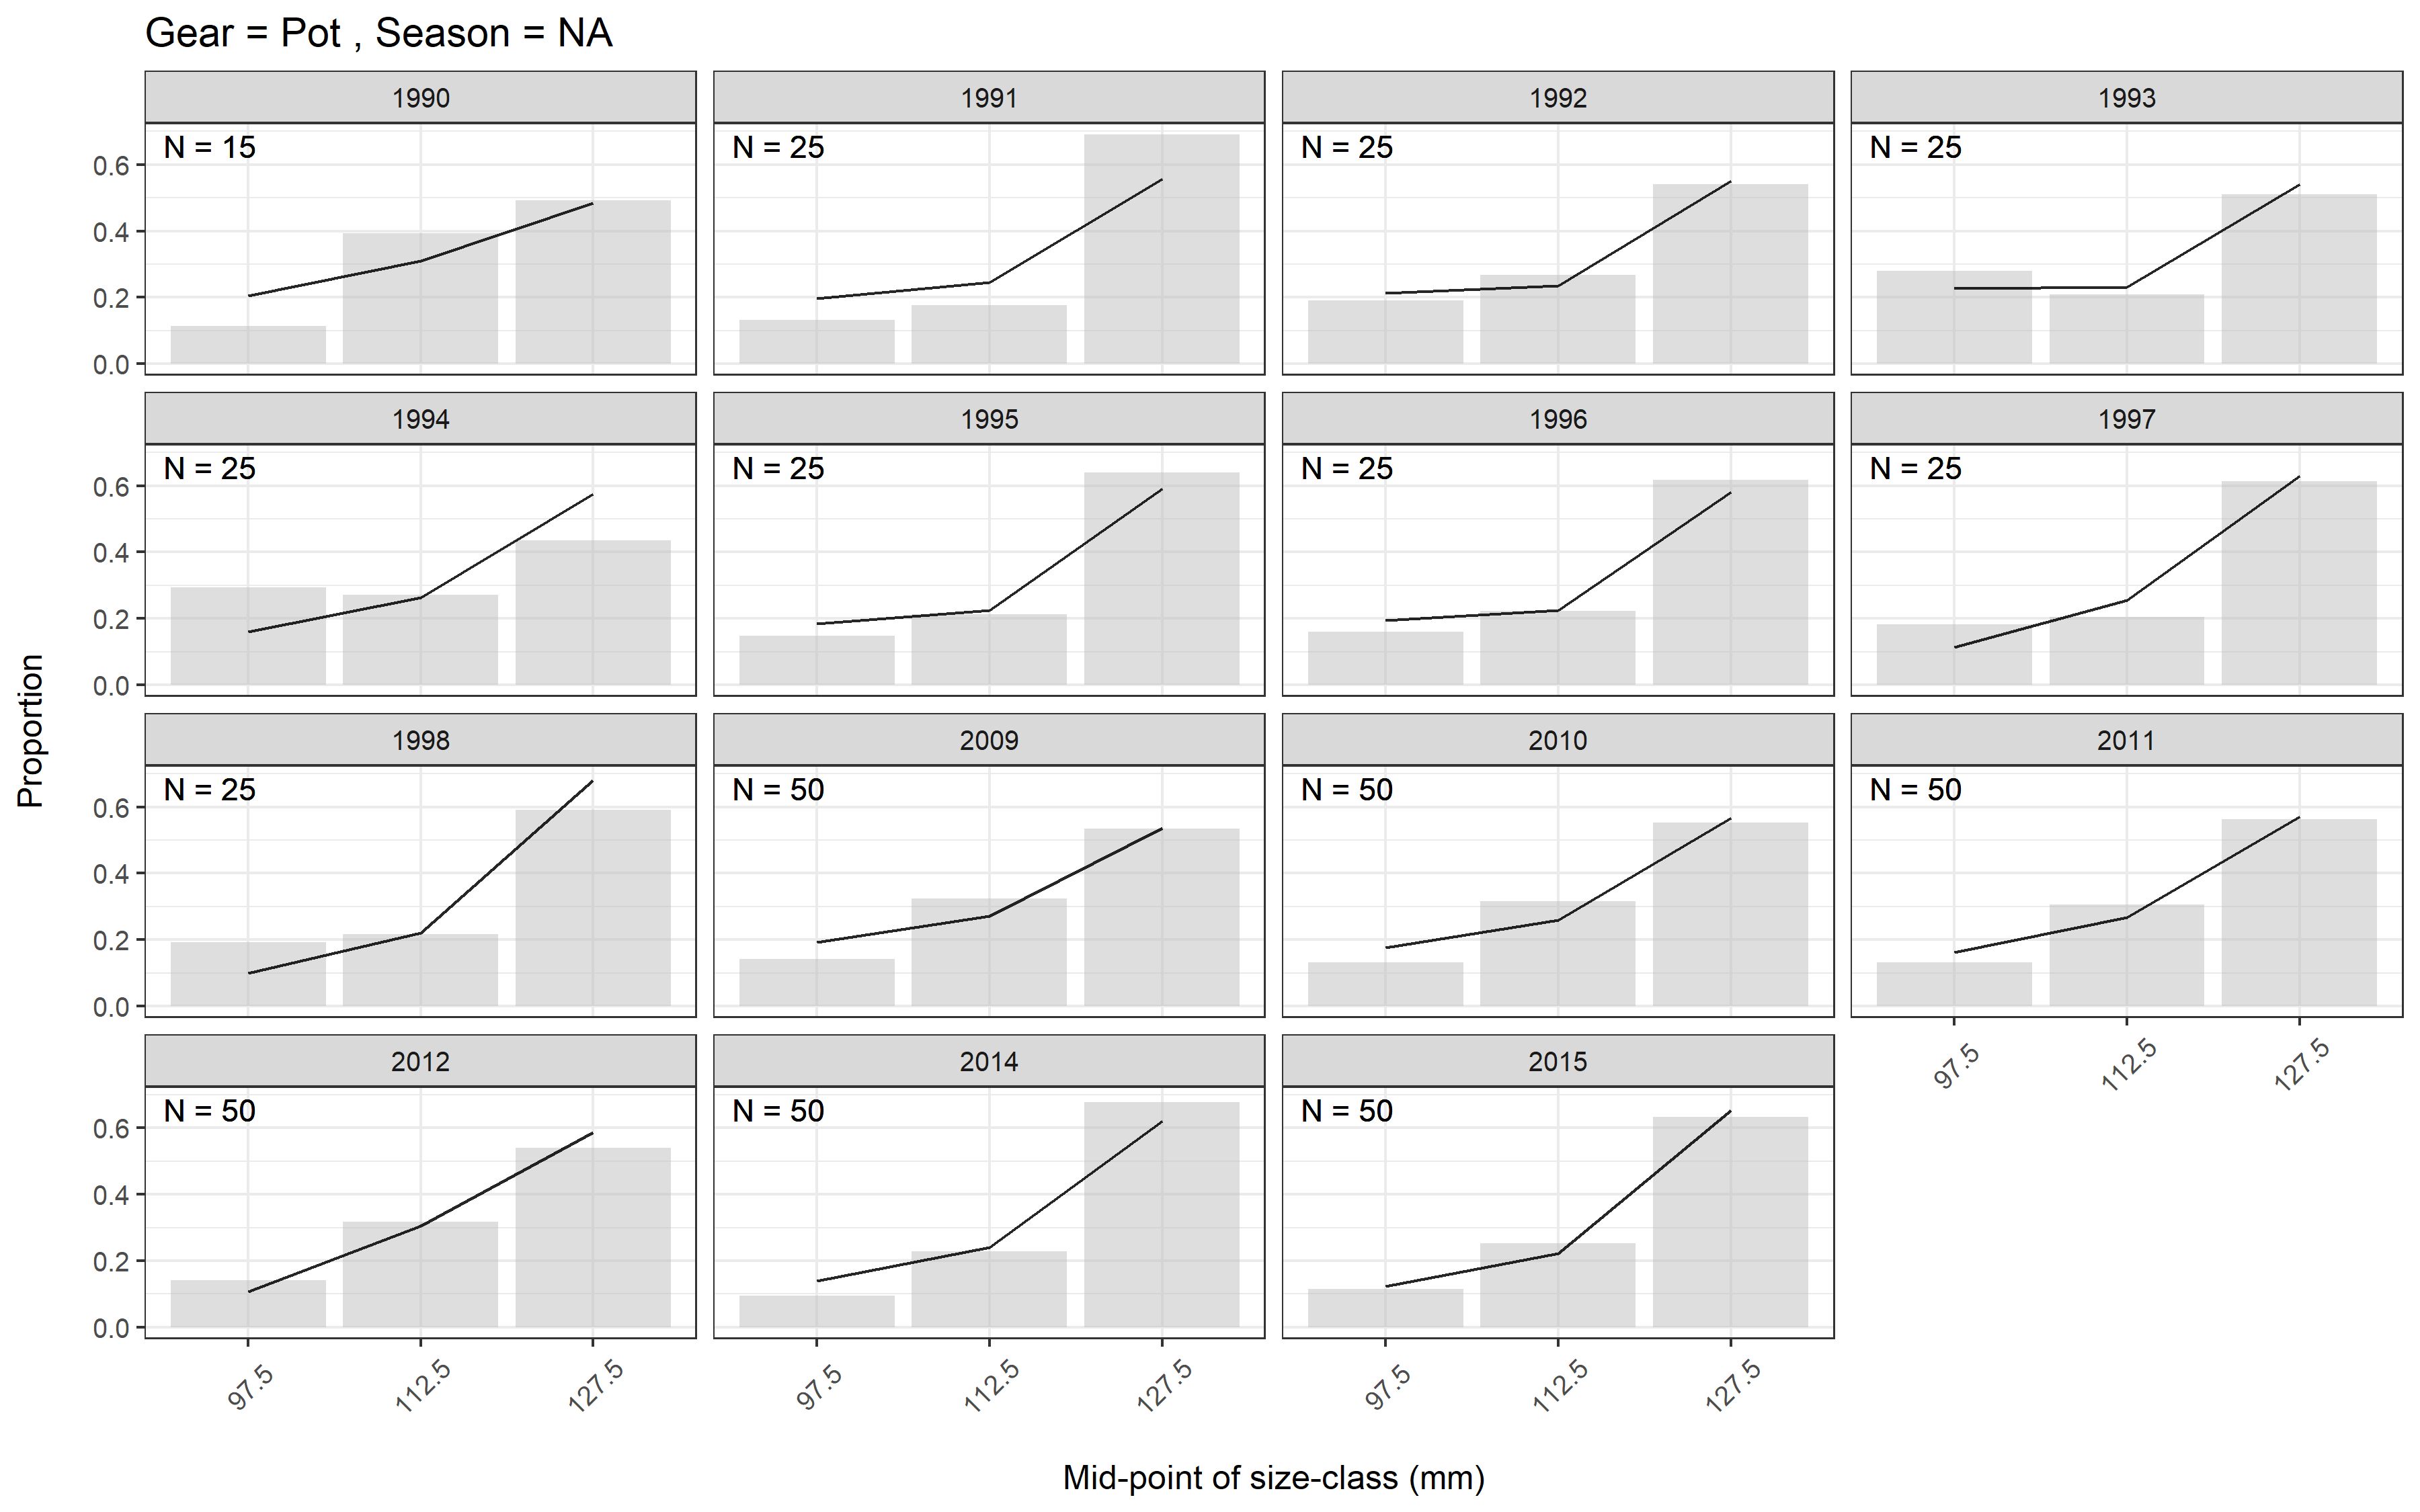 Gear = Pot , Season = NA
1990 1991 1992 1993
N = 15 N = 25 N = 25 N = 25
0.6
0.4
0.2
0.0
1994 1995 1996 1997
N = 25 N = 25 N = 25 N = 25
0.6
0.4
0.2
0.0
1998 2009 2010 2011
N = 25 N = 50 N = 50 N = 50
0.6
0.4
0.2
0.0
97.5 112.5 127.5
2012 2014 2015
N = 50 N = 50 N = 50
0.6
0.4
0.2
0.0
97.5 112.5 127.5 97.5 112.5 127.5 97.5 112.5 127.5
Proportion
Mid-point of size-class (mm)